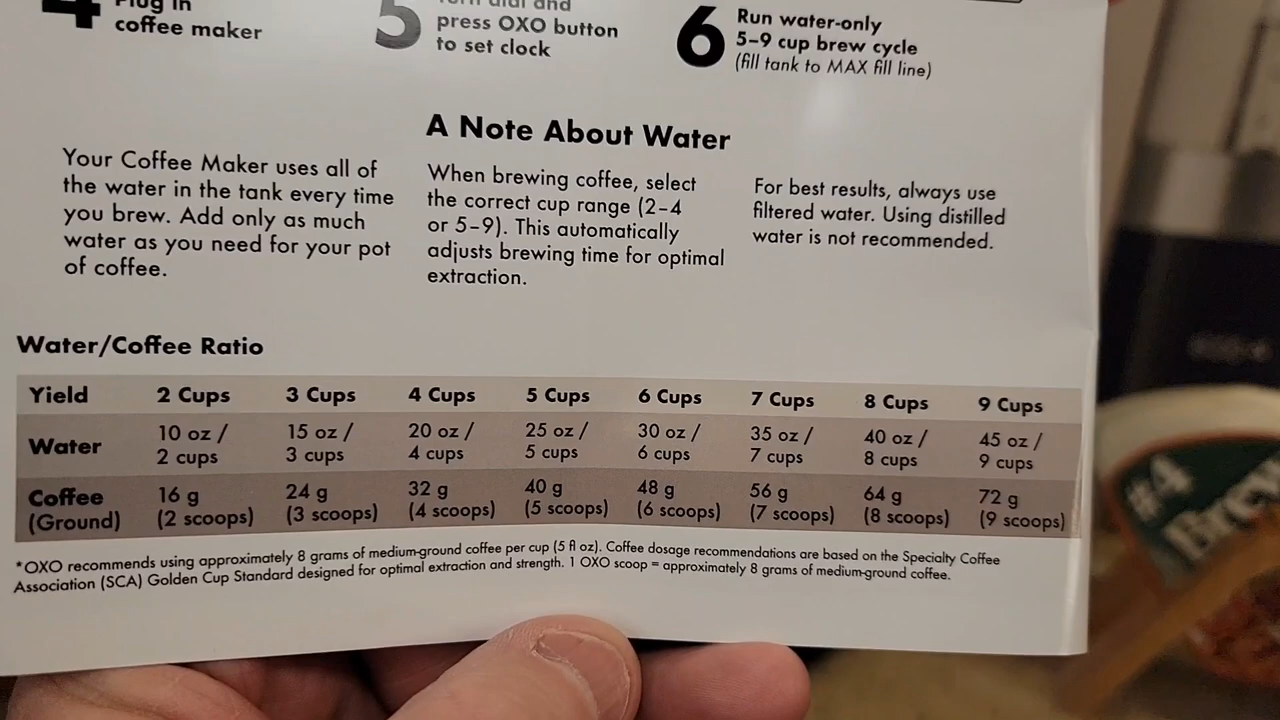 4 Plug in
coffee maker
5 Turn dial and
press OXO button
to set clock
6 Run water-only
5–9 cup brew cycle
(fill tank to MAX fill line)
A Note About Water
Your Coffee Maker uses all of
the water in the tank every time
you brew. Add only as much
water as you need for your pot
of coffee.
When brewing coffee, select
the correct cup range (2–4
or 5–9). This automatically
adjusts brewing time for optimal
extraction.
For best results, always use
filtered water. Using distilled
water is not recommended.
Water/Coffee Ratio
Yield 2 Cups 3 Cups 4 Cups 5 Cups 6 Cups 7 Cups 8 Cups 9 Cups
Water 10 oz / 15 oz / 20 oz / 25 oz / 30 oz / 35 oz / 40 oz / 45 oz /
2 cups 3 cups 4 cups 5 cups 6 cups 7 cups 8 cups 9 cups
Coffee 16 g 24 g 32 g 40 g 48 g 56 g 64 g 72 g
(Ground) (2 scoops) (3 scoops) (4 scoops) (5 scoops) (6 scoops) (7 scoops) (8 scoops) (9 scoops)
*OXO recommends using approximately 8 grams of medium-ground coffee per cup (5 fl oz). Coffee dosage recommendations are based on the Specialty Coffee
Association (SCA) Golden Cup Standard designed for optimal extraction and strength. 1 OXO scoop = approximately 8 grams of medium-ground coffee.
#4
Brew